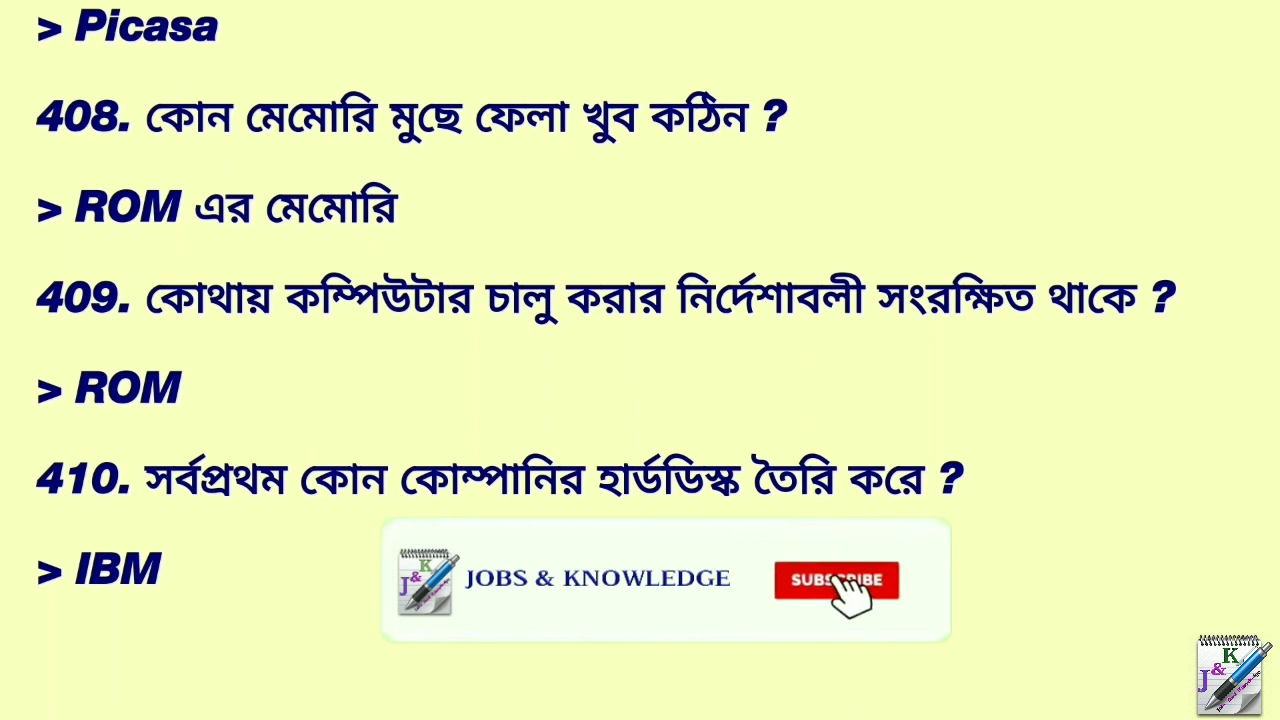 > Picasa
408. কোন মেমোরি মুছে ফেলা খুব কঠিন ?
> ROM এর মেমোরি
409. কোথায় কম্পিউটার চালু করার নির্দেশাবলী সংরক্ষিত থাকে ?
> ROM
410. সর্বপ্রথম কোন কোম্পানির হার্ডডিস্ক তৈরি করে ?
> IBM
J & K
JOBS & KNOWLEDGE
SUBSCRIBE
J & K